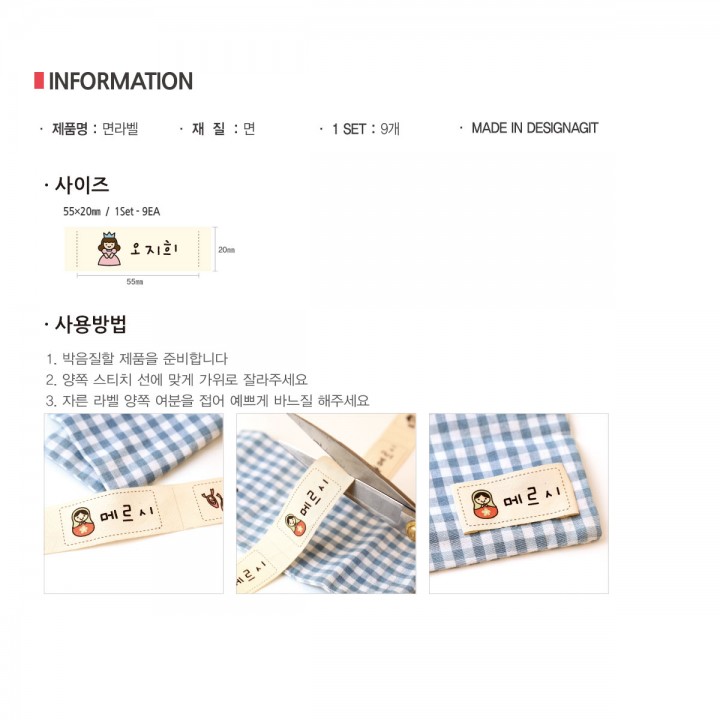 INFORMATION
· 제품명 : 면라벨 · 재 질 : 면 · 1 SET : 9개 · MADE IN DESIGNAGIT
· 사이즈
55×20㎜ / 1Set - 9EA
오지희
20㎜
55㎜
· 사용방법
1. 박음질할 제품을 준비합니다
2. 양쪽 스티치 선에 맞게 가위로 잘라주세요
3. 자른 라벨 양쪽 여분을 접어 예쁘게 바느질 해주세요
메르시
메르시
메르시
메르시
메르시